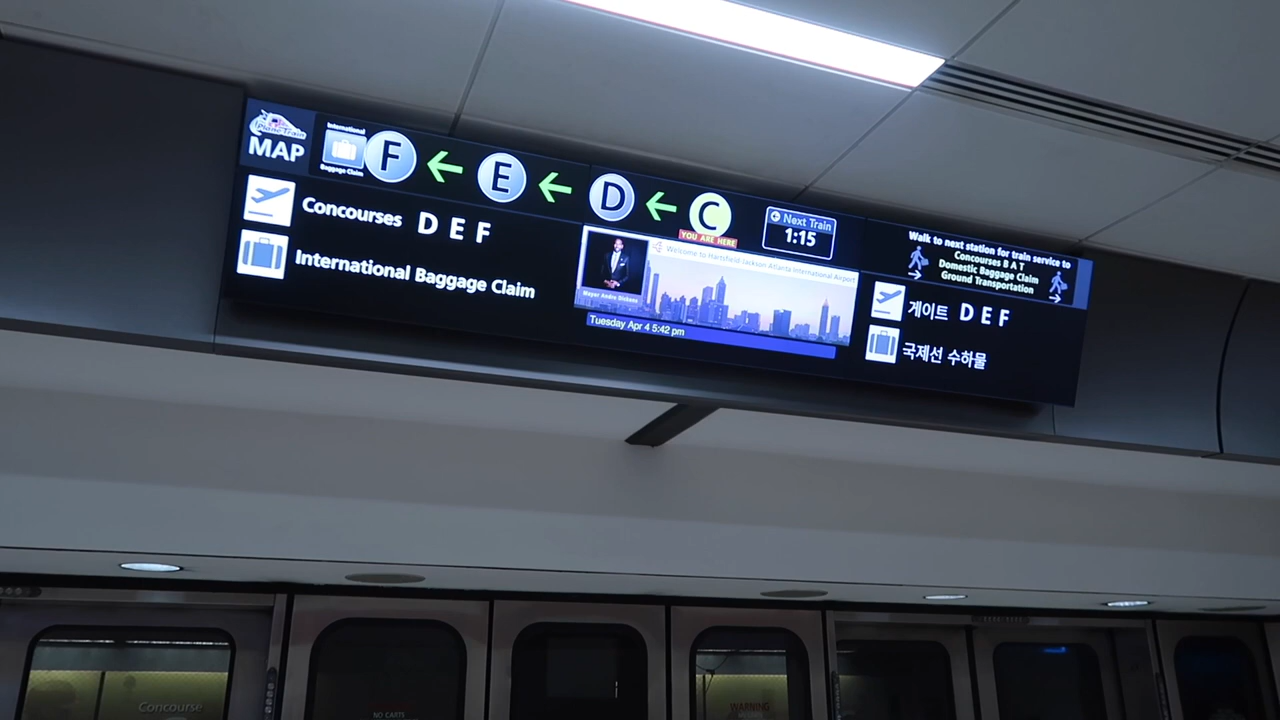 Plane Train
MAP
International
Baggage Claim
F ← E ← D ← C
YOU ARE HERE
Next Train
1:15
Concourses D E F
International Baggage Claim
Welcome to Hartsfield-Jackson Atlanta International Airport
Mayor Andre Dickens
Tuesday Apr 4 5:42 pm
Walk to next station for train service to
Concourses B A T
Domestic Baggage Claim
Ground Transportation
게이트 D E F
국제선 수하물
Concourse
NO CARTS
WARNING